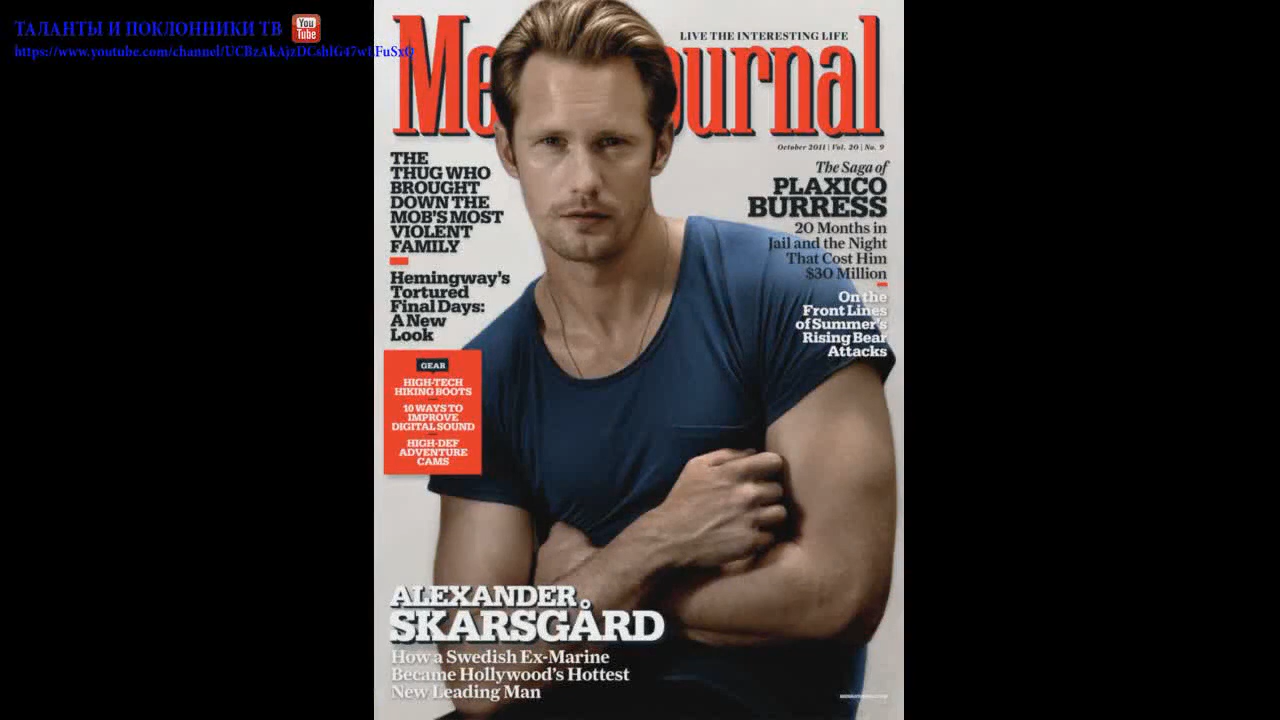 ТАЛАНТЫ И ПОКЛОННИКИ ТВ
You
Tube
LIVE THE INTERESTING LIFE
Me urnal
October 2011 | Vol. 20 | No. 9
THE
THUG WHO
BROUGHT
DOWN THE
MOB'S MOST
VIOLENT
FAMILY
Hemingway's
Tortured
Final Days:
A New
Look
GEAR
HIGH-TECH
HIKING BOOTS
10 WAYS TO
IMPROVE
DIGITAL SOUND
HIGH-DEF
ADVENTURE
CAMS
The Saga of
PLAXICO
BURRESS
20 Months in
Jail and the Night
That Cost Him
$30 Million
On the
Front Lines
of Summer's
Rising Bear
Attacks
ALEXANDER
SKARSGÅRD
How a Swedish Ex-Marine
Became Hollywood's Hottest
New Leading Man